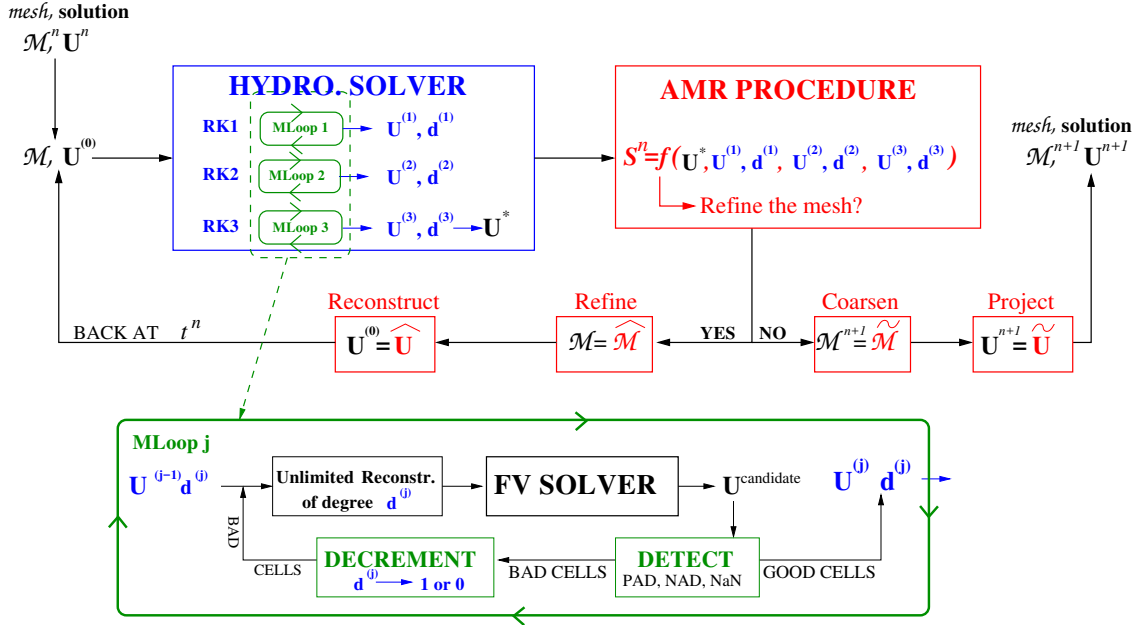 mesh, solution
ℳ,ⁿ Uⁿ
ℳ, U⁽⁰⁾
HYDRO. SOLVER
RK1 MLoop 1 U⁽¹⁾, d⁽¹⁾
RK2 MLoop 2 U⁽²⁾, d⁽²⁾
RK3 MLoop 3 U⁽³⁾, d⁽³⁾ U*
AMR PROCEDURE
Sⁿ=f( U*, U⁽¹⁾, d⁽¹⁾, U⁽²⁾, d⁽²⁾, U⁽³⁾, d⁽³⁾ )
Refine the mesh?
mesh, solution
ℳ,ⁿ⁺¹ Uⁿ⁺¹
BACK AT tⁿ
Reconstruct
U⁽⁰⁾ = Û
Refine
ℳ = ℳ̂
YES NO
Coarsen
ℳⁿ⁺¹ = ℳ̃
Project
Uⁿ⁺¹ = Ũ
MLoop j
U⁽ʲ⁻¹⁾ d⁽ʲ⁾
Unlimited Reconstr.
of degree d⁽ʲ⁾
FV SOLVER
Uᶜᵃⁿᵈⁱᵈᵃᵗᵉ
U⁽ʲ⁾ d⁽ʲ⁾
BAD
CELLS
DECREMENT
d⁽ʲ⁾ 1 or 0
BAD CELLS
DETECT
PAD, NAD, NaN
GOOD CELLS